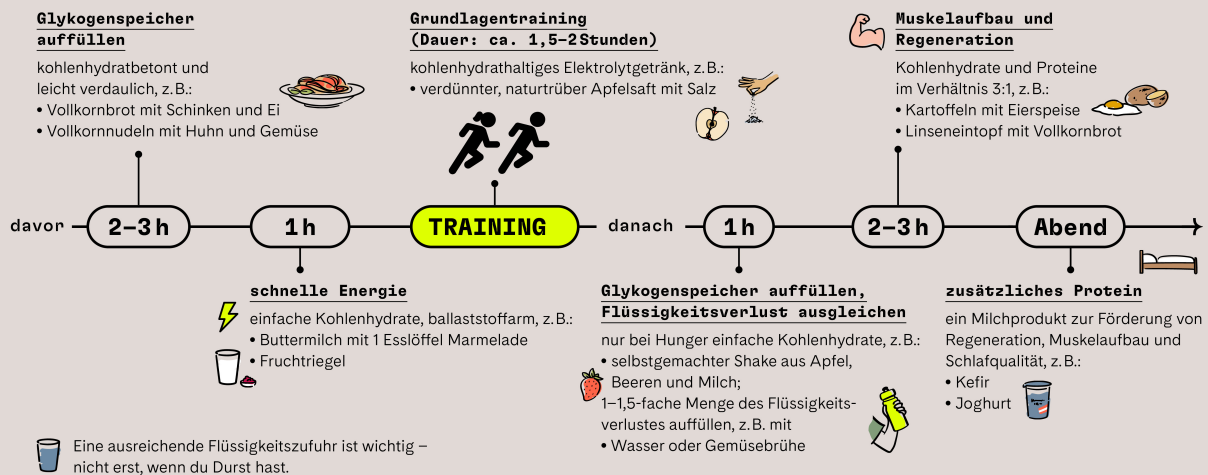 Glykogenspeicher
auffüllen
kohlenhydratbetont und
leicht verdaulich, z.B.:
• Vollkornbrot mit Schinken und Ei
• Vollkornnudeln mit Huhn und Gemüse
Grundlagentraining
(Dauer: ca. 1,5–2 Stunden)
kohlenhydrathaltiges Elektrolytgetränk, z.B.:
• verdünnter, naturtrüber Apfelsaft mit Salz
Muskelaufbau und
Regeneration
Kohlenhydrate und Proteine
im Verhältnis 3:1, z.B.:
• Kartoffeln mit Eierspeise
• Linseneintopf mit Vollkornbrot
davor
2–3 h
1 h
TRAINING
danach
1 h
2–3 h
Abend
schnelle Energie
einfache Kohlenhydrate, ballaststoffarm, z.B.:
• Buttermilch mit 1 Esslöffel Marmelade
• Fruchtriegel
Glykogenspeicher auffüllen,
Flüssigkeitsverlust ausgleichen
nur bei Hunger einfache Kohlenhydrate, z.B.:
• selbstgemachter Shake aus Apfel,
Beeren und Milch;
1–1,5-fache Menge des Flüssigkeits-
verlustes auffüllen, z.B. mit
• Wasser oder Gemüsebrühe
zusätzliches Protein
ein Milchprodukt zur Förderung von
Regeneration, Muskelaufbau und
Schlafqualität, z.B.:
• Kefir
• Joghurt
Eine ausreichende Flüssigkeitszufuhr ist wichtig –
nicht erst, wenn du Durst hast.